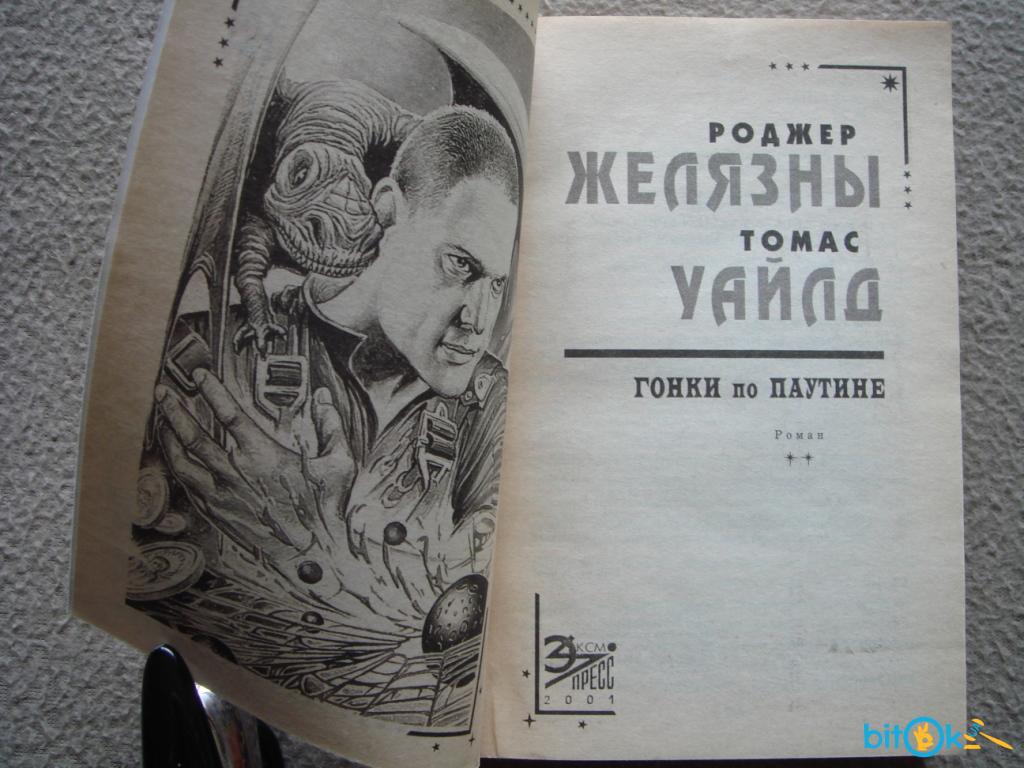 РОДЖЕР
ЖЕЛЯЗНЫ
ТОМАС
УАЙЛД
ГОНКИ по ПАУТИНЕ
Роман
ЭКСМО
ПРЕСС
2001
bitok